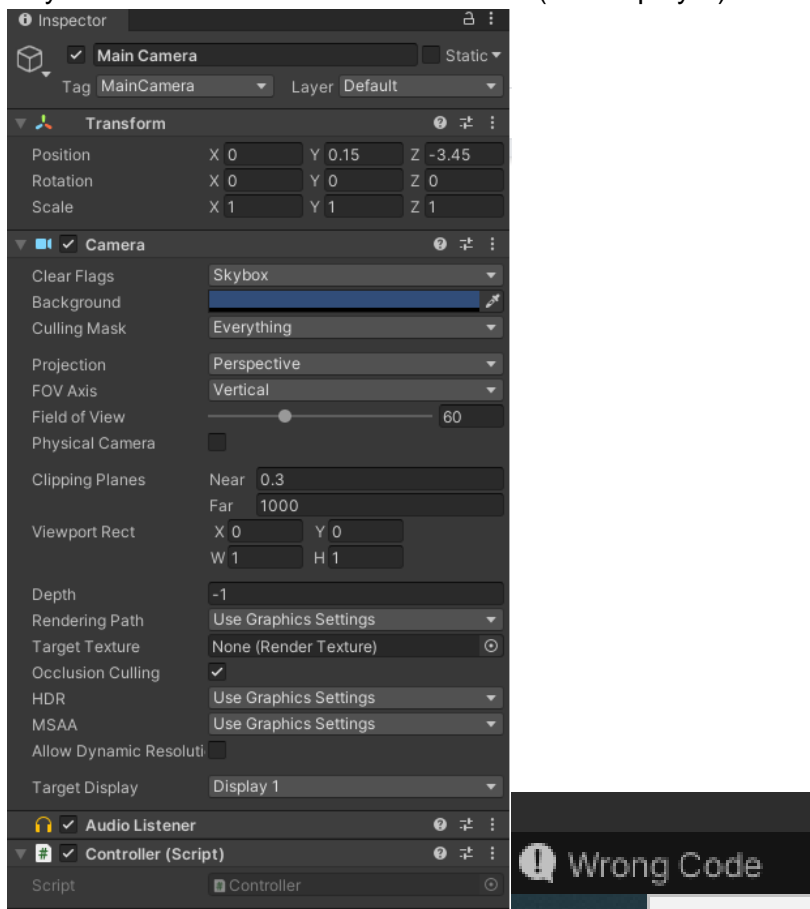 Inspector
Main Camera Static
Tag MainCamera Layer Default
Transform
Position X 0 Y 0.15 Z -3.45
Rotation X 0 Y 0 Z 0
Scale X 1 Y 1 Z 1
Camera
Clear Flags Skybox
Background
Culling Mask Everything
Projection Perspective
FOV Axis Vertical
Field of View 60
Physical Camera
Clipping Planes Near 0.3
Far 1000
Viewport Rect X 0 Y 0
W 1 H 1
Depth -1
Rendering Path Use Graphics Settings
Target Texture None (Render Texture)
Occlusion Culling
HDR Use Graphics Settings
MSAA Use Graphics Settings
Allow Dynamic Resoluti
Target Display Display 1
Audio Listener
# Controller (Script)
Script Controller
Wrong Code